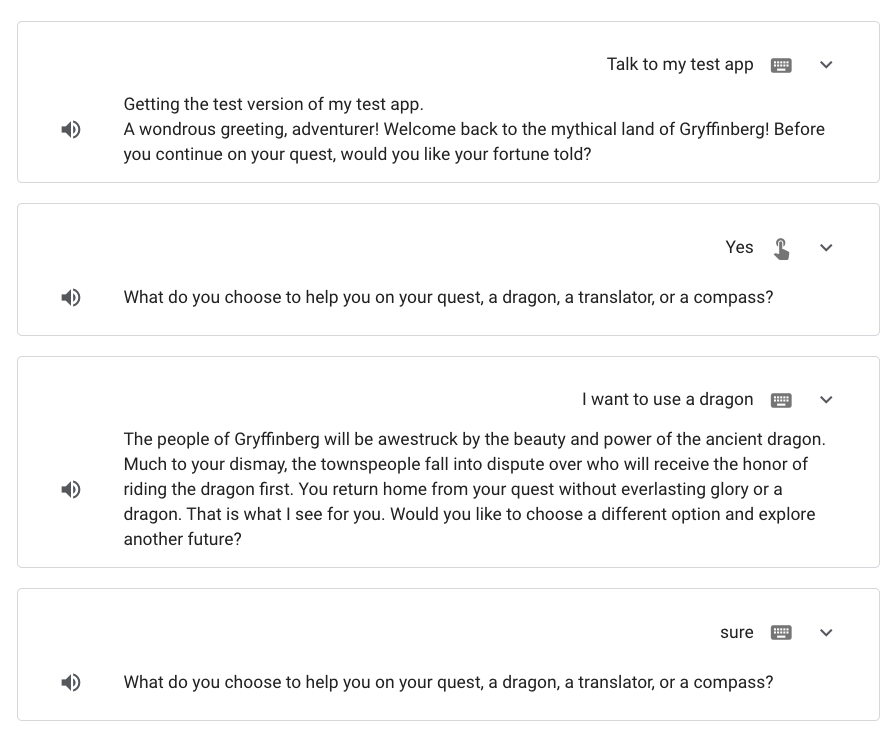 Talk to my test app
Getting the test version of my test app.
A wondrous greeting, adventurer! Welcome back to the mythical land of Gryffinberg! Before
you continue on your quest, would you like your fortune told?
Yes
What do you choose to help you on your quest, a dragon, a translator, or a compass?
I want to use a dragon
The people of Gryffinberg will be awestruck by the beauty and power of the ancient dragon.
Much to your dismay, the townspeople fall into dispute over who will receive the honor of
riding the dragon first. You return home from your quest without everlasting glory or a
dragon. That is what I see for you. Would you like to choose a different option and explore
another future?
sure
What do you choose to help you on your quest, a dragon, a translator, or a compass?